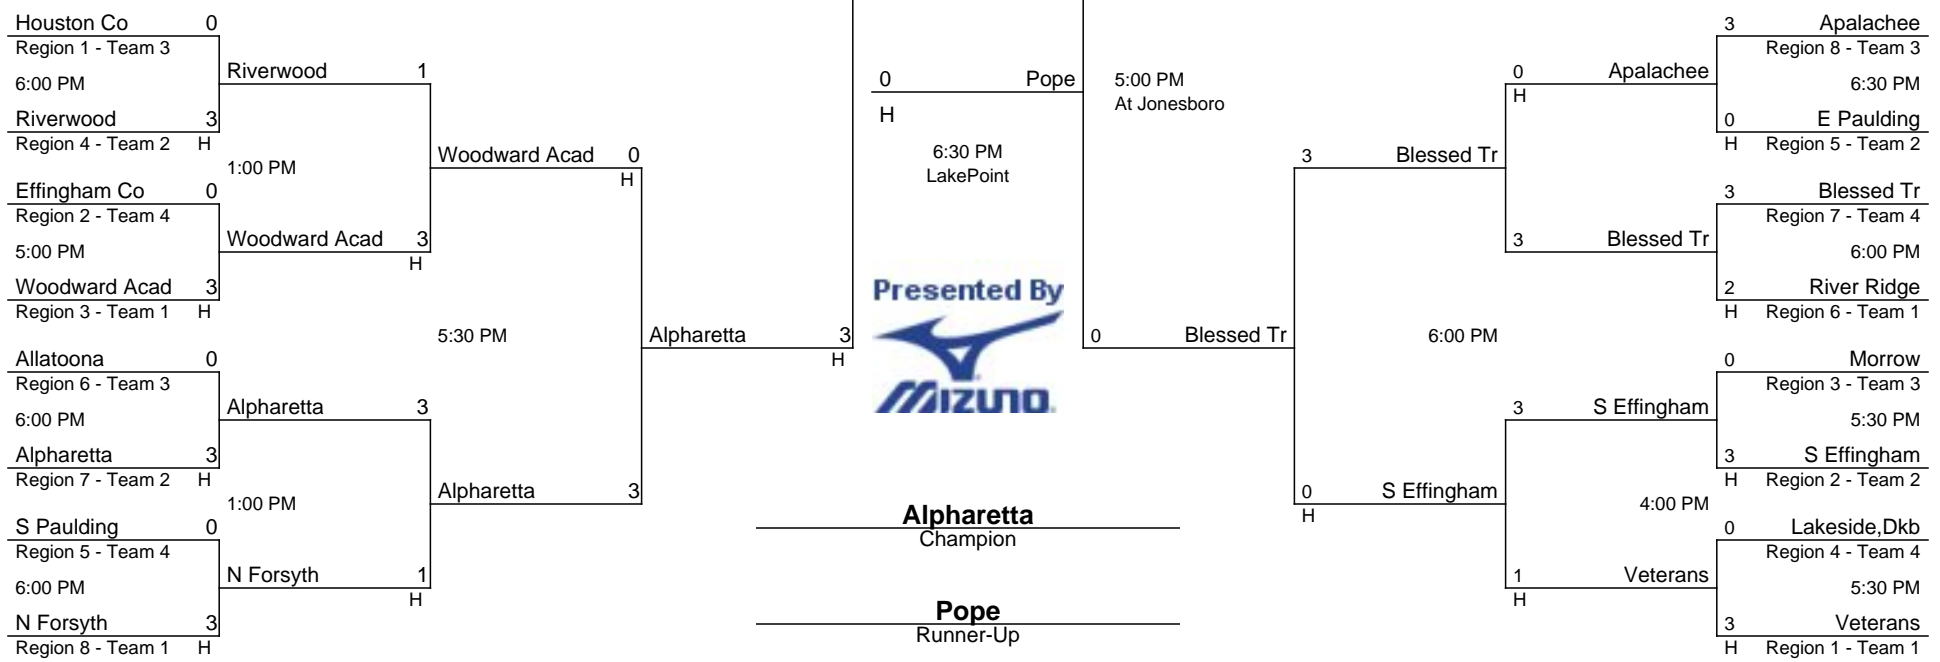 Houston Co 0
Region 1 - Team 3
6:00 PM
Riverwood 3
Region 4 - Team 2 H
Riverwood 1
1:00 PM
Effingham Co 0
Region 2 - Team 4
5:00 PM
Woodward Acad 3
Region 3 - Team 1 H
Woodward Acad 3
H
Woodward Acad 0
H
5:30 PM
Allatoona 0
Region 6 - Team 3
6:00 PM
Alpharetta 3
Region 7 - Team 2 H
Alpharetta 3
1:00 PM
S Paulding 0
Region 5 - Team 4
6:00 PM
N Forsyth 3
Region 8 - Team 1 H
N Forsyth 1
H
Alpharetta 3
Alpharetta 3
H
0 Pope
H
6:30 PM
LakePoint
5:00 PM
At Jonesboro
Presented By
MIZUNO
Alpharetta
Champion
Pope
Runner-Up
0 Blessed Tr
3 Blessed Tr
6:00 PM
0 S Effingham
H
0 Apalachee
H
3 Blessed Tr
3 S Effingham
4:00 PM
1 Veterans
H
3 Apalachee
Region 8 - Team 3
6:30 PM
0 E Paulding
H Region 5 - Team 2
3 Blessed Tr
Region 7 - Team 4
6:00 PM
2 River Ridge
H Region 6 - Team 1
0 Morrow
Region 3 - Team 3
5:30 PM
3 S Effingham
H Region 2 - Team 2
0 Lakeside,Dkb
Region 4 - Team 4
5:30 PM
3 Veterans
H Region 1 - Team 1